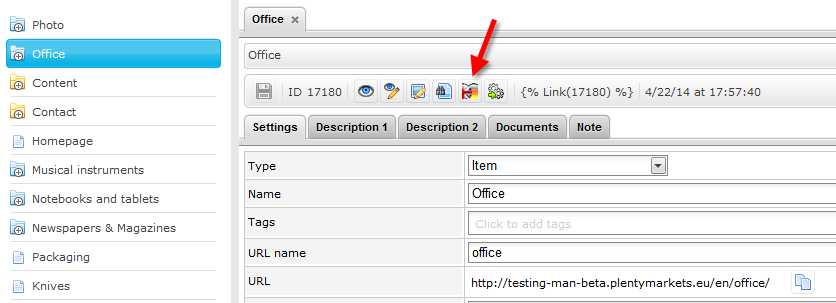 Photo
Office
Content
Contact
Homepage
Musical instruments
Notebooks and tablets
Newspapers & Magazines
Packaging
Knives
Office
Office
ID 17180 {% Link(17180) %} 4/22/14 at 17:57:40
Settings Description 1 Description 2 Documents Note
Type Item
Name Office
Tags Click to add tags
URL name office
URL http://testing-man-beta.plentymarkets.eu/en/office/